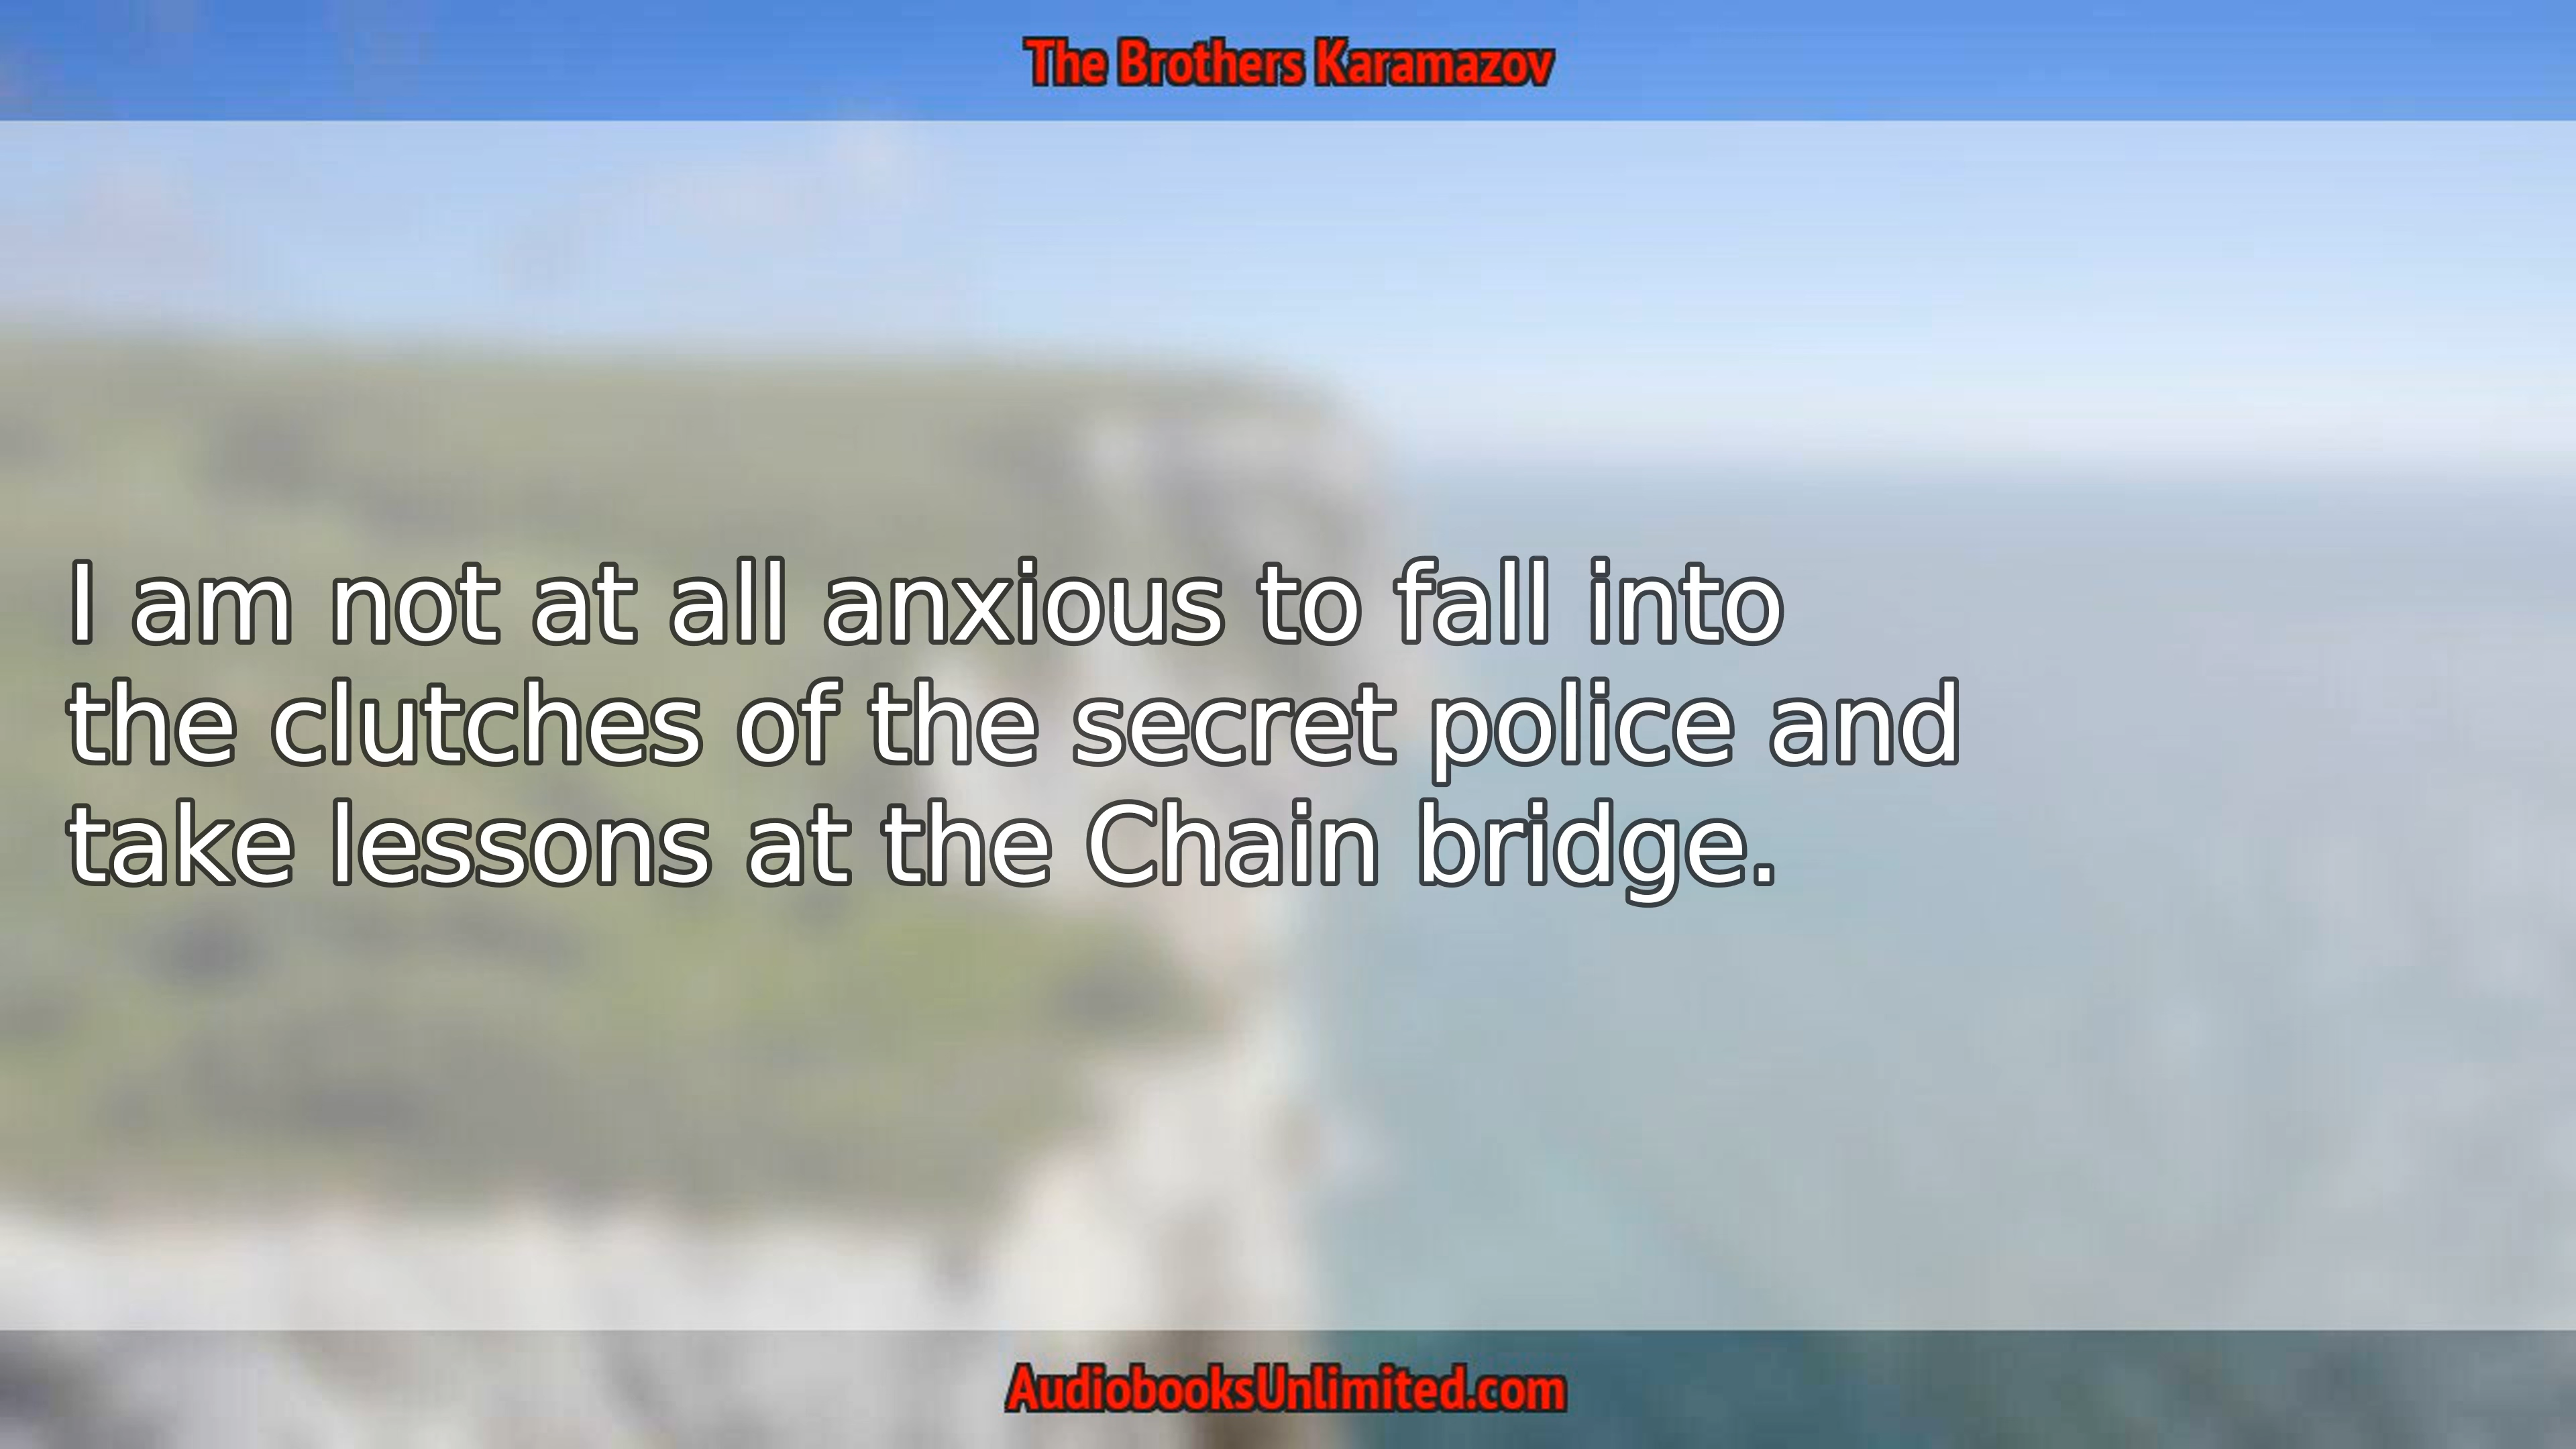 The Brothers Karamazov
I am not at all anxious to fall into
the clutches of the secret police and
take lessons at the Chain bridge.
AudiobooksUnlimited.com